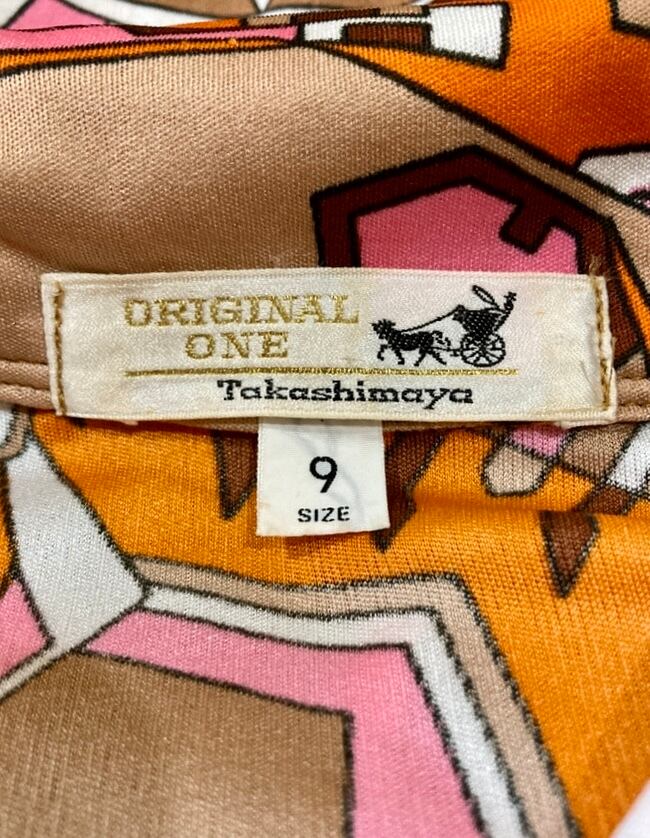 ORIGINAL
ONE
Takashimaya
9
SIZE